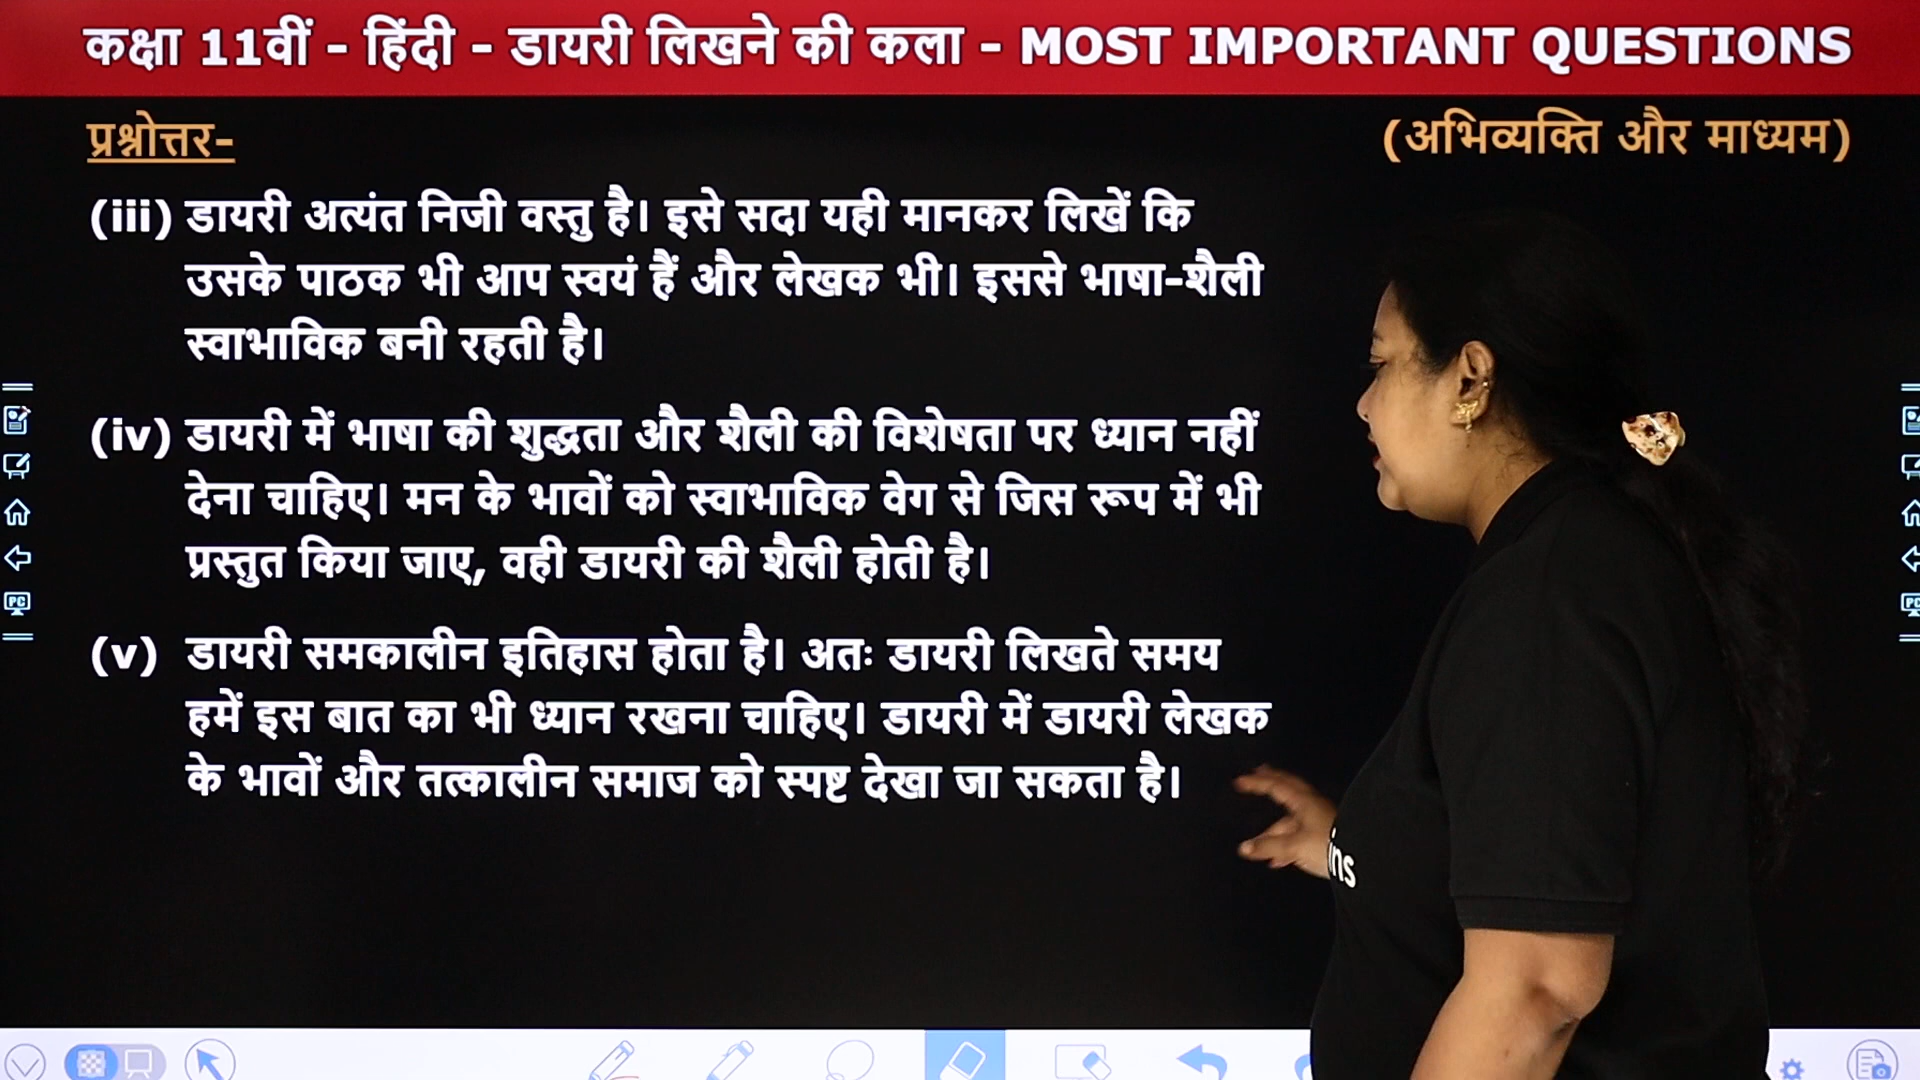 कक्षा 11वीं - हिंदी - डायरी लिखने की कला - MOST IMPORTANT QUESTIONS
प्रश्नोत्तर-
(अभिव्यक्ति और माध्यम)
(iii) डायरी अत्यंत निजी वस्तु है। इसे सदा यही मानकर लिखें कि
उसके पाठक भी आप स्वयं हैं और लेखक भी। इससे भाषा-शैली
स्वाभाविक बनी रहती है।
(iv) डायरी में भाषा की शुद्धता और शैली की विशेषता पर ध्यान नहीं
देना चाहिए। मन के भावों को स्वाभाविक वेग से जिस रूप में भी
प्रस्तुत किया जाए, वही डायरी की शैली होती है।
(v) डायरी समकालीन इतिहास होता है। अतः डायरी लिखते समय
हमें इस बात का भी ध्यान रखना चाहिए। डायरी में डायरी लेखक
के भावों और तत्कालीन समाज को स्पष्ट देखा जा सकता है।
PC